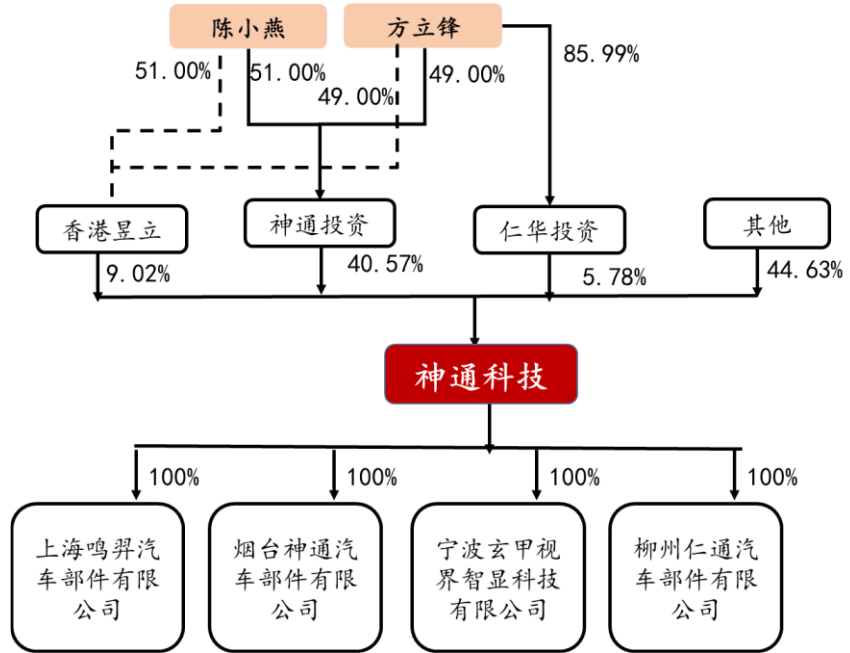 陈小燕
方立锋
51.00%
51.00%
49.00%
49.00%
85.99%
香港昱立
神通投资
仁华投资
其他
9.02%
40.57%
5.78%
44.63%
神通科技
100%
100%
100%
100%
上海鸣羿汽
车部件有限
公司
烟台神通汽
车部件有限
公司
宁波玄甲视
界智显科技
有限公司
柳州仁通汽
车部件有限
公司